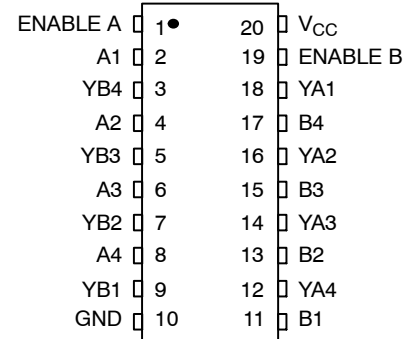 ENABLE A 1 20 VCC
A1 2 19 ENABLE B
YB4 3 18 YA1
A2 4 17 B4
YB3 5 16 YA2
A3 6 15 B3
YB2 7 14 YA3
A4 8 13 B2
YB1 9 12 YA4
GND 10 11 B1